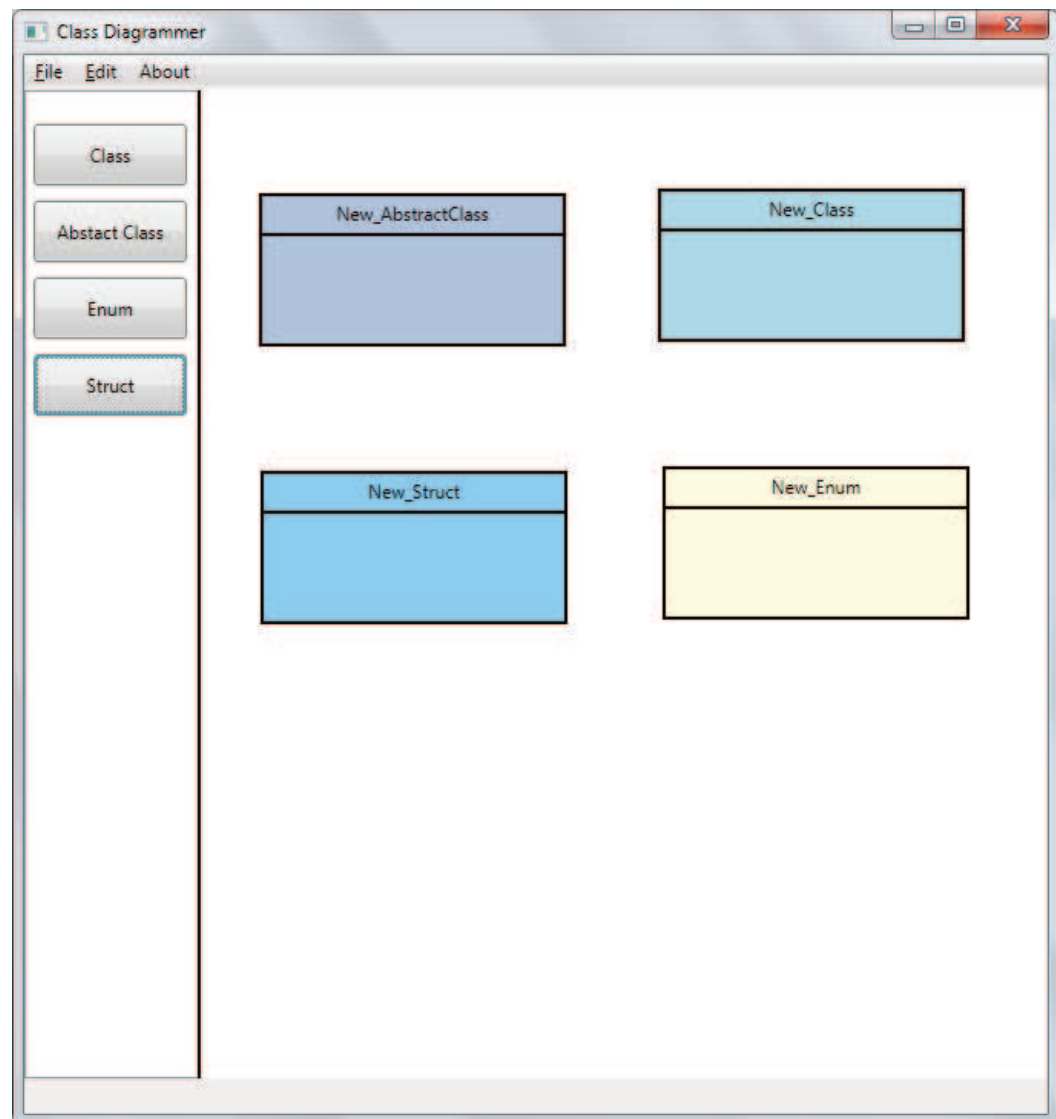 Class Diagrammer
File Edit About
Class
Abstact Class
Enum
Struct
New_AbstractClass
New_Class
New_Struct
New_Enum